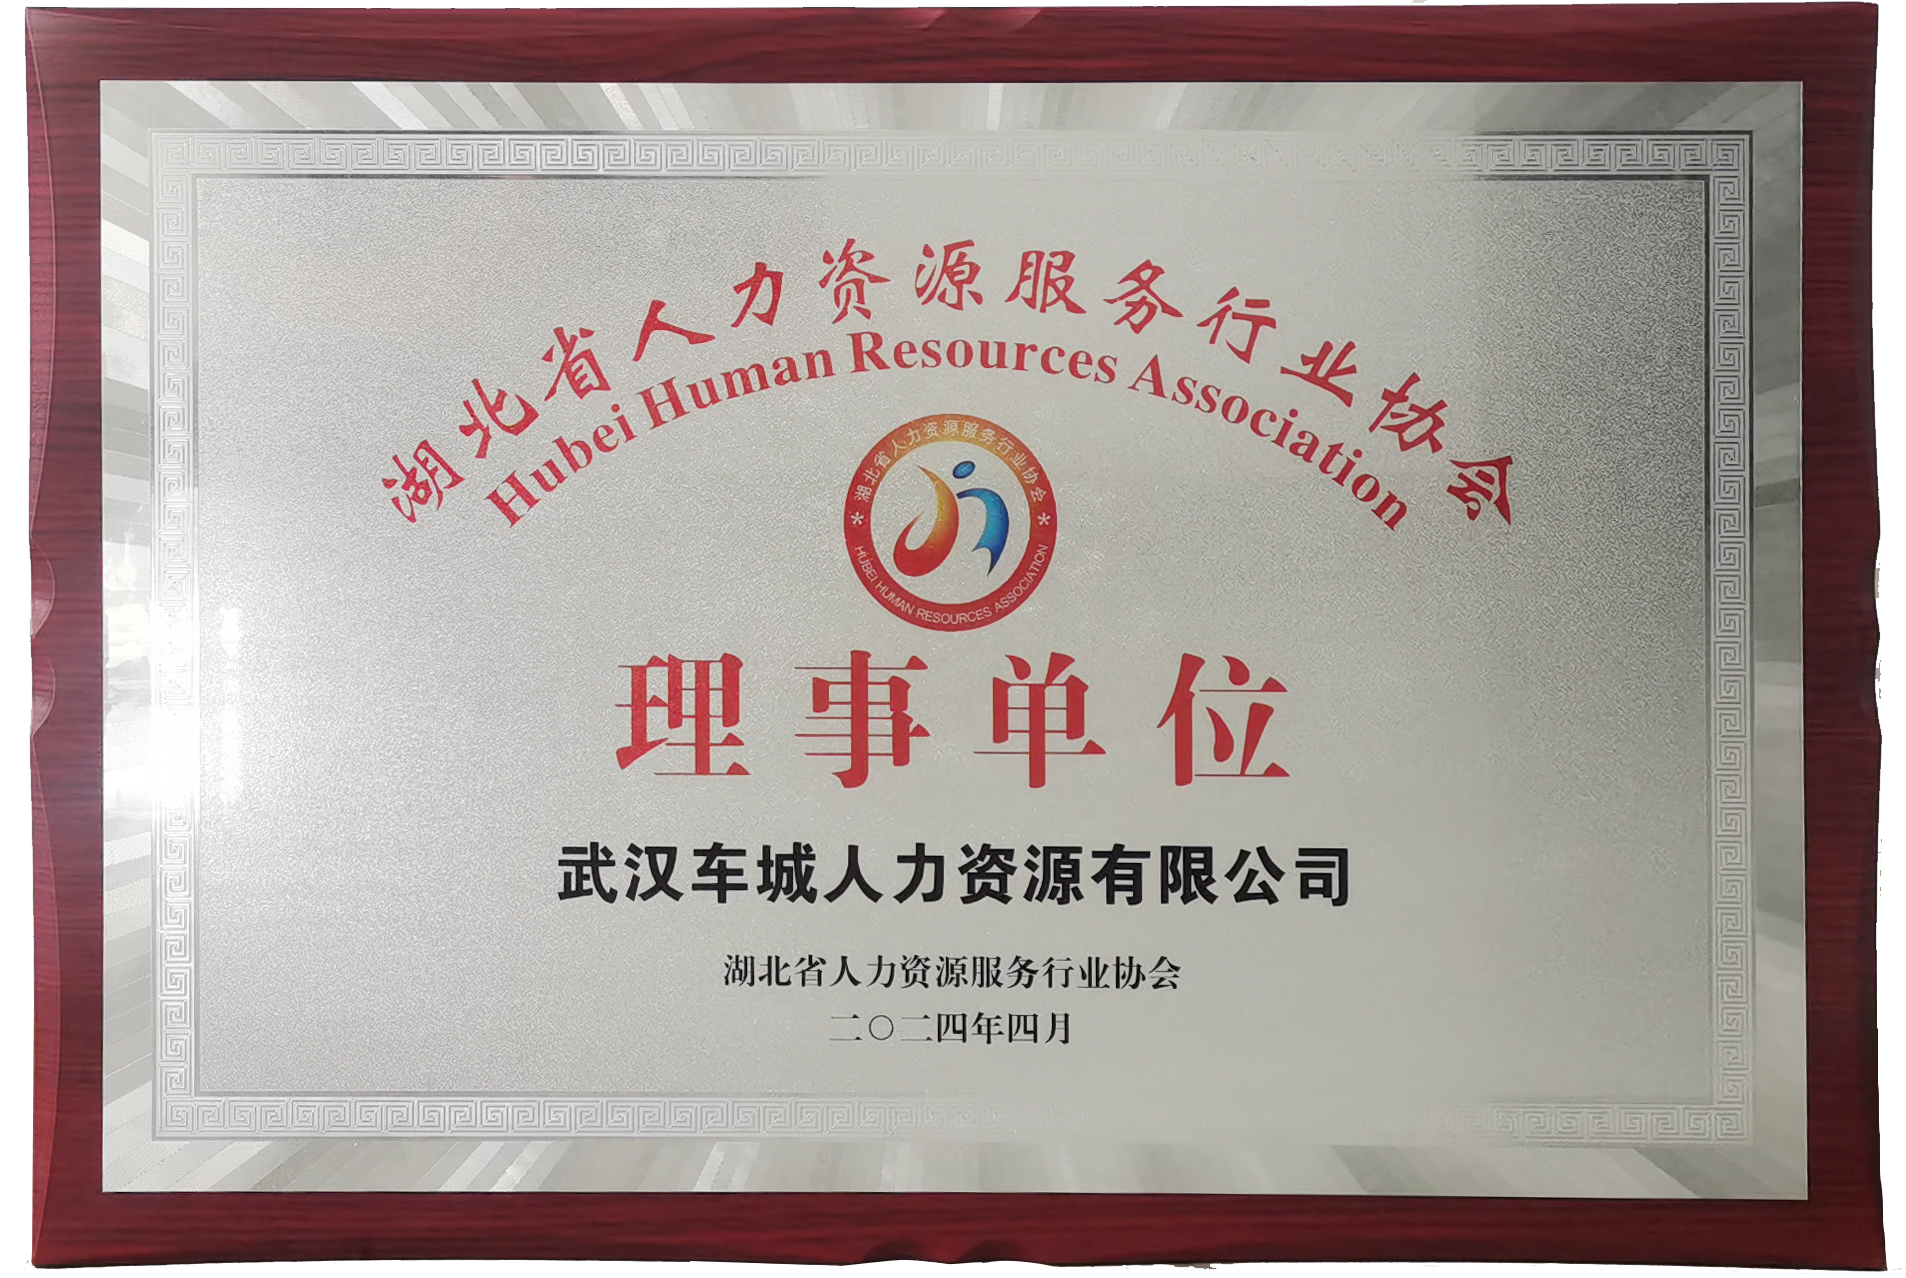 湖北省人力资源服务行业协会
Hubei Human Resources Association
湖北省人力资源服务行业协会
HUBEI HUMAN RESOURCES ASSOCIATION
理事单位
武汉车城人力资源有限公司
湖北省人力资源服务行业协会
二〇二四年四月